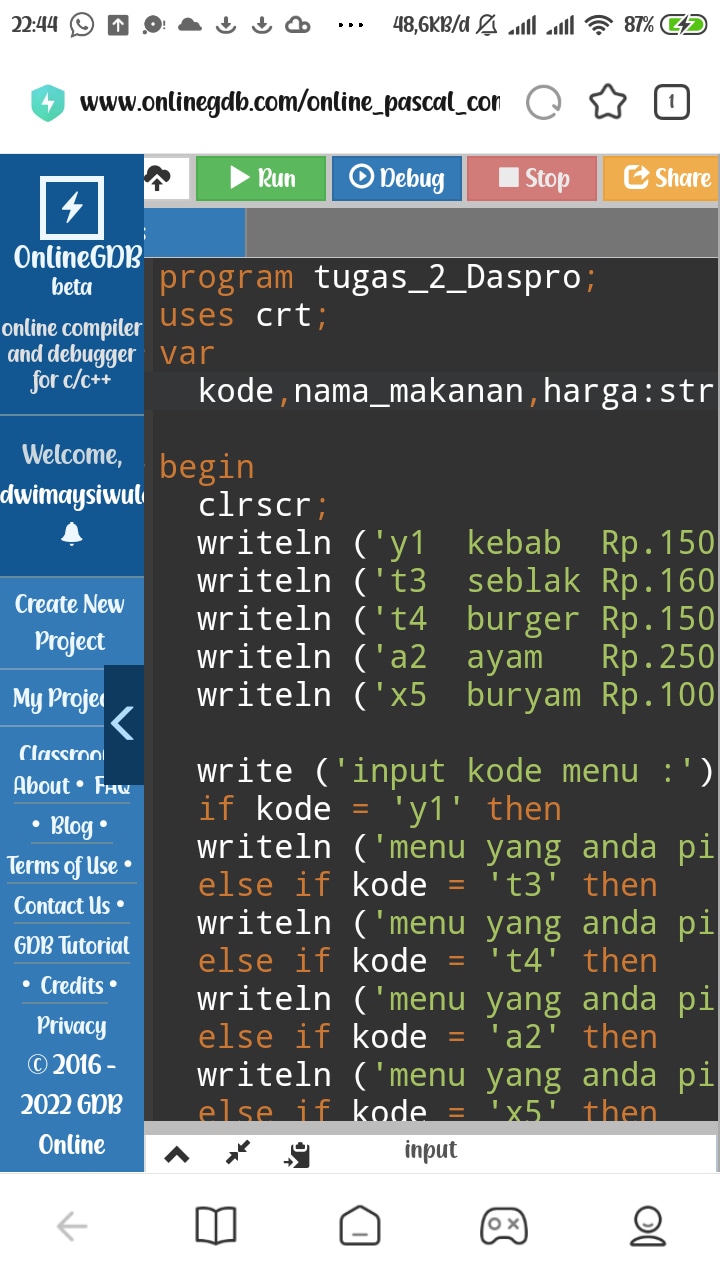 22:44 ... 48,6KB/d 87%
www.onlinegdb.com/online_pascal_con
1
Run Debug Stop Share
s
OnlineGDB
beta
online compiler
and debugger
for c/c++
Welcome,
dwimaysiwul
Create New
Project
My Projec
Classroom
About • FAQ
• Blog •
Terms of Use •
Contact Us •
GDB Tutorial
• Credits •
Privacy
© 2016 -
2022 GDB
Online
program tugas_2_Daspro;
uses crt;
var
kode,nama_makanan,harga:str
begin
clrscr;
writeln ('y1 kebab Rp.150
writeln ('t3 seblak Rp.160
writeln ('t4 burger Rp.150
writeln ('a2 ayam Rp.250
writeln ('x5 buryam Rp.100
write ('input kode menu :')
if kode = 'y1' then
writeln ('menu yang anda pi
else if kode = 't3' then
writeln ('menu yang anda pi
else if kode = 't4' then
writeln ('menu yang anda pi
else if kode = 'a2' then
writeln ('menu yang anda pi
else if kode = 'x5' then
input